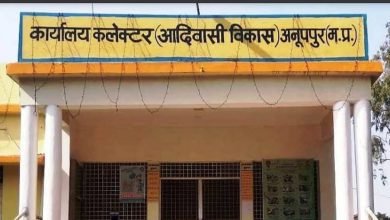 कार्यालय कलेक्टर (आदिवासी विकास) अनूपपुर (म.प्र.)